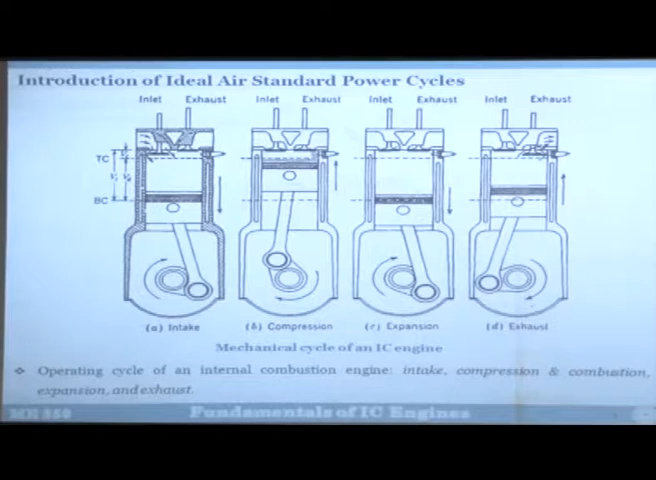 Introduction of Ideal Air Standard Power Cycles
Inlet Exhaust Inlet Exhaust Inlet Exhaust Inlet Exhaust
TC
BC
(a) Intake (b) Compression (c) Expansion (d) Exhaust
Mechanical cycle of an IC engine
❖ Operating cycle of an internal combustion engine: intake, compression & combustion,
expansion, and exhaust.
Fundamentals of IC Engines